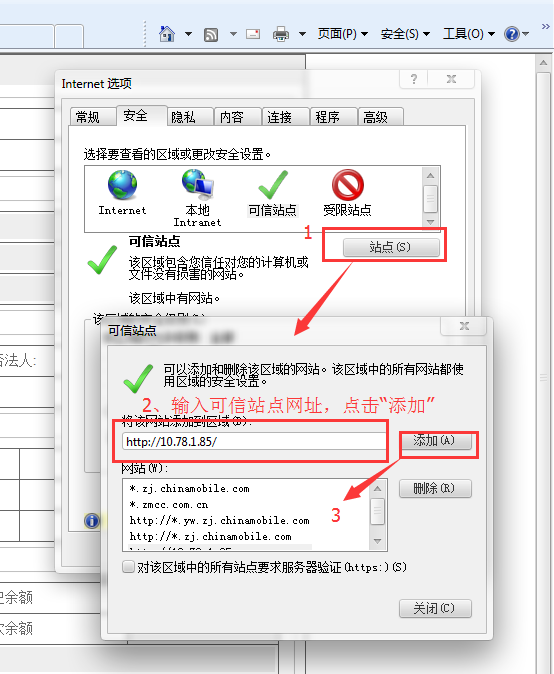 页面(P) 安全(S) 工具(O)
Internet 选项
常规 安全 隐私 内容 连接 程序 高级
选择要查看的区域或更改安全设置。
Internet 本地 Intranet 可信站点 受限站点
1
可信站点
站点(S)
该区域包含您信任对您的计算机或
文件没有损害的网站。
该区域中有网站。
可信站点
法人:
可以添加和删除该区域的网站。该区域中的所有网站都使
用区域的安全设置。
2、输入可信站点网址，点击“添加”
将该网站添加到区域(D):
http://10.78.1.85/
添加(A)
网站(W):
*.zj.chinamobile.com
删除(R)
*.zmcc.com.cn
http://*.yw.zj.chinamobile.com
3
http://*.zj.chinamobile.com
对该区域中的所有站点要求服务器验证(https:)(S)
余额
关闭(C)
余额